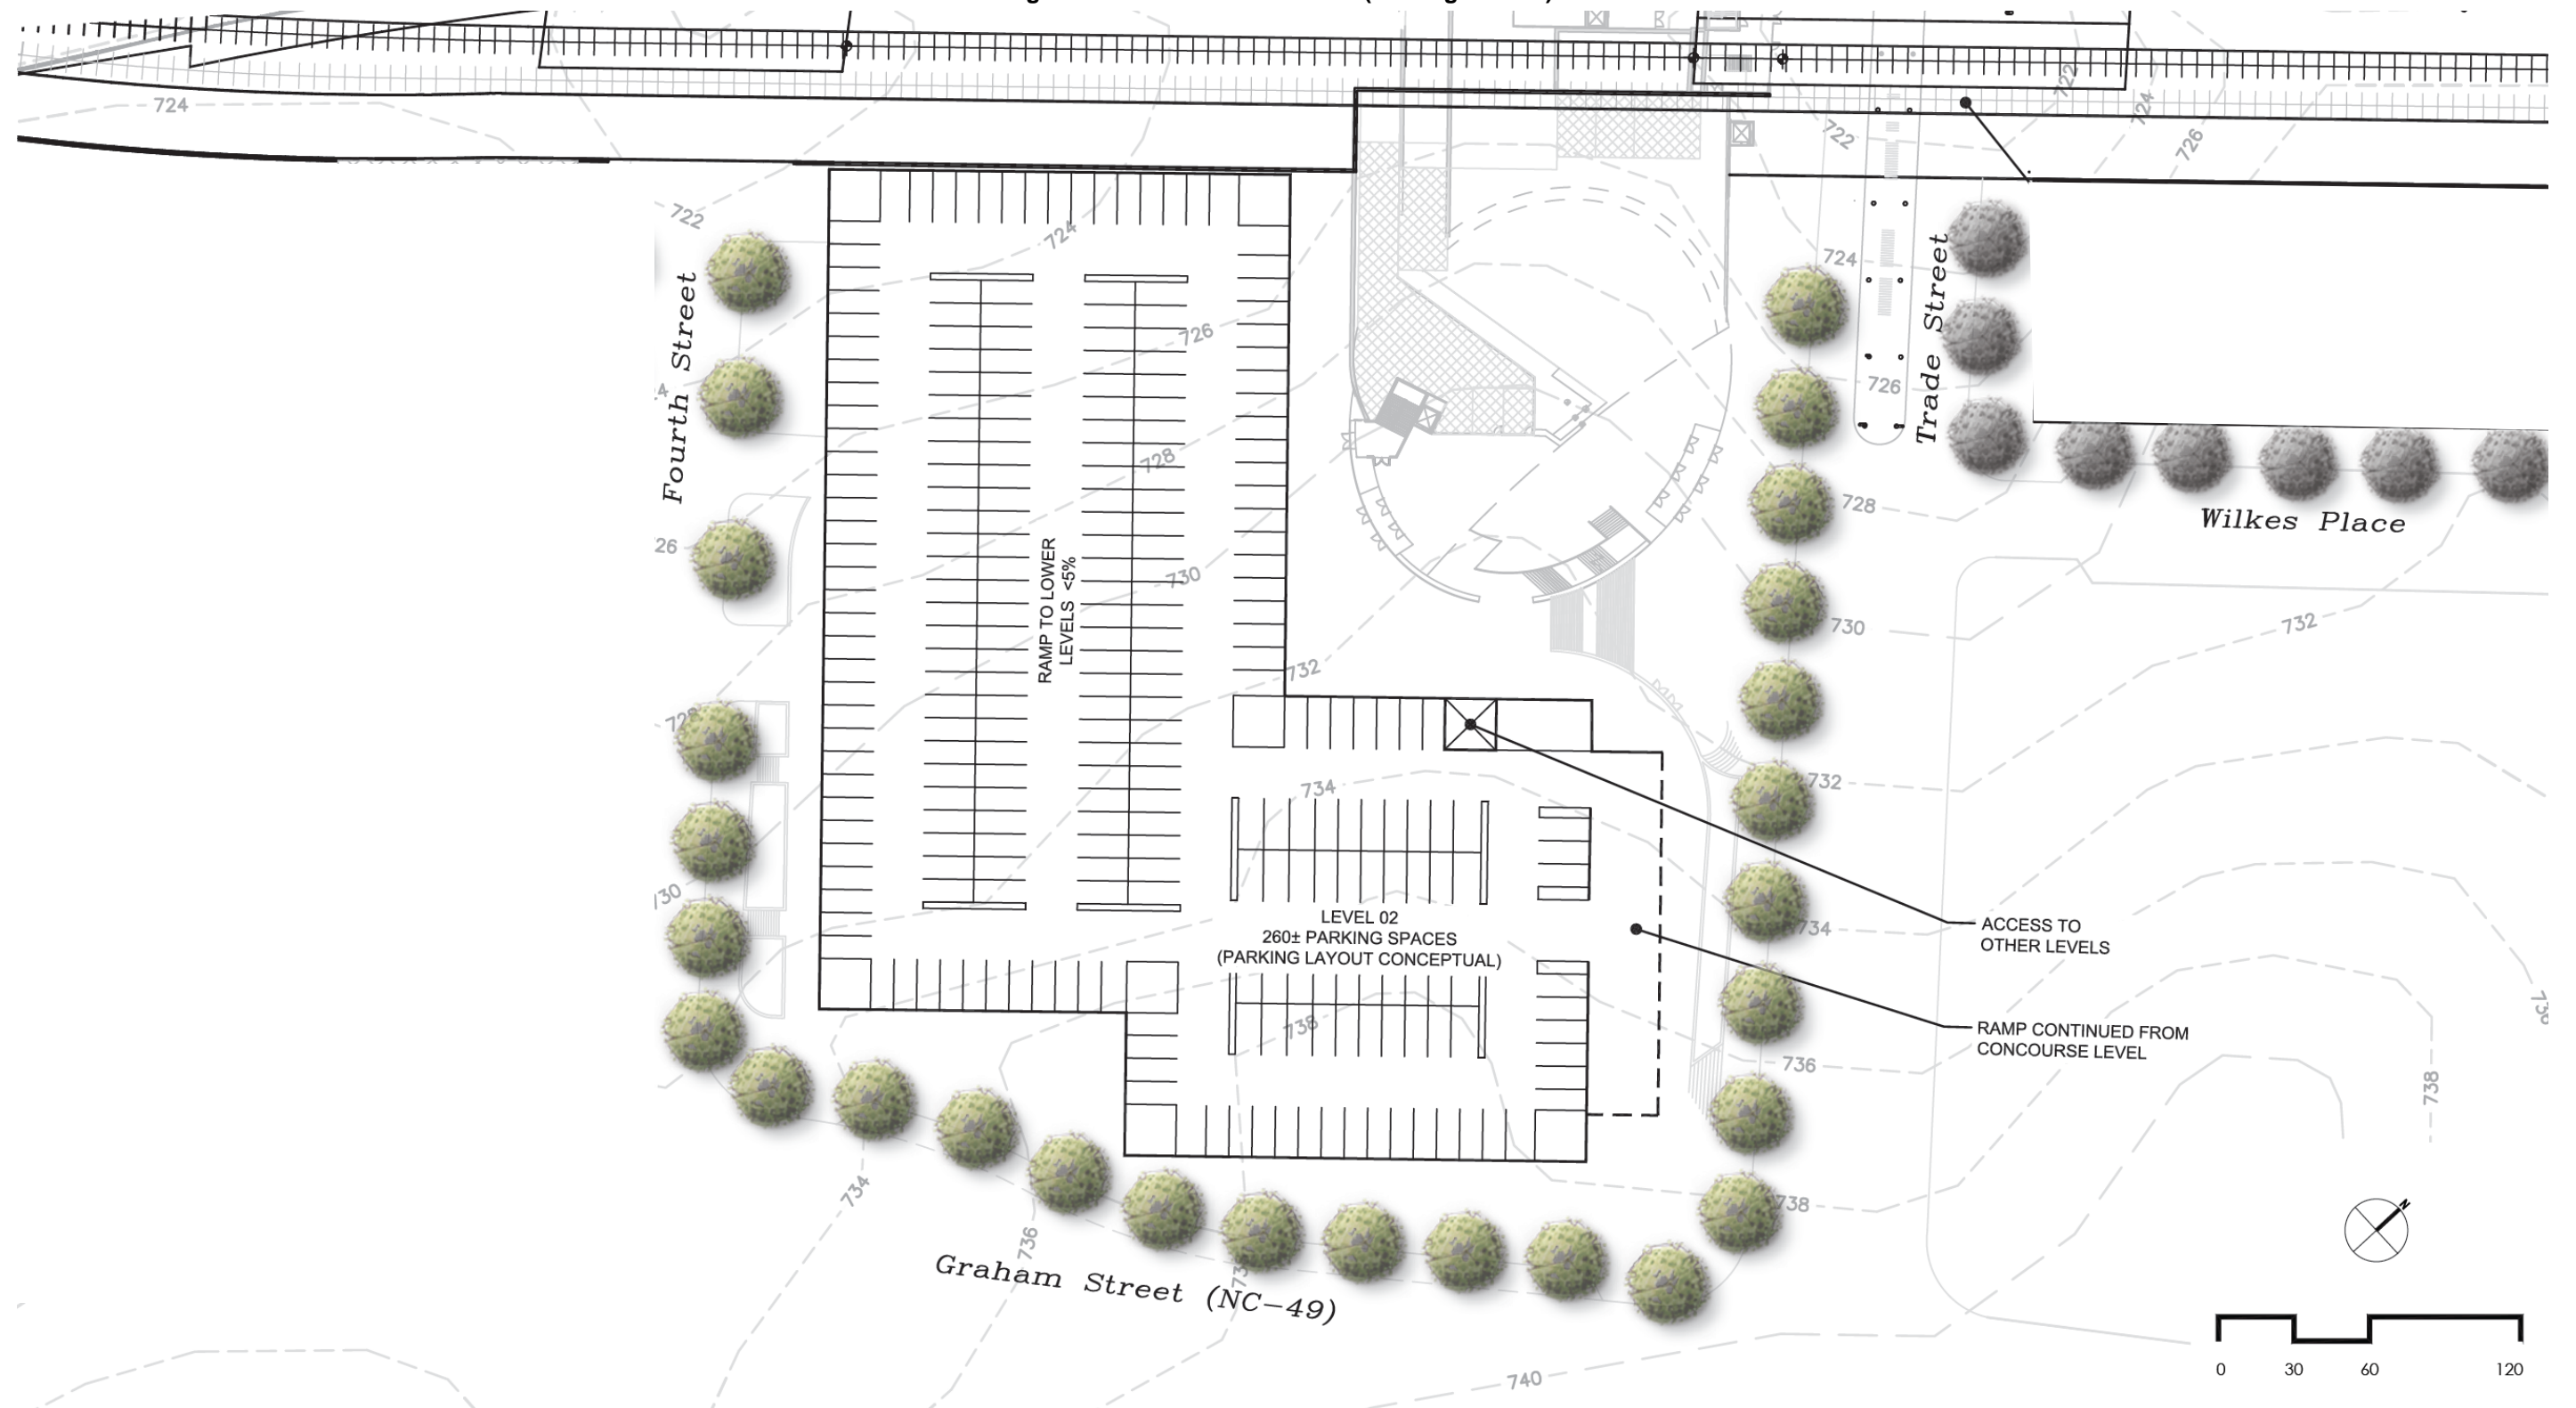 724
722
724
726
722
722
724
724
726
Fourth Street
Trade Street
726
728
728
730
26
Wilkes Place
RAMP TO LOWER
LEVELS <5%
730
732
732
734
732
734
LEVEL 02
260± PARKING SPACES
(PARKING LAYOUT CONCEPTUAL)
ACCESS TO
OTHER LEVELS
734
738
RAMP CONTINUED FROM
CONCOURSE LEVEL
736
738
738
736
Graham Street (NC-49)
740
N
0 30 60 120